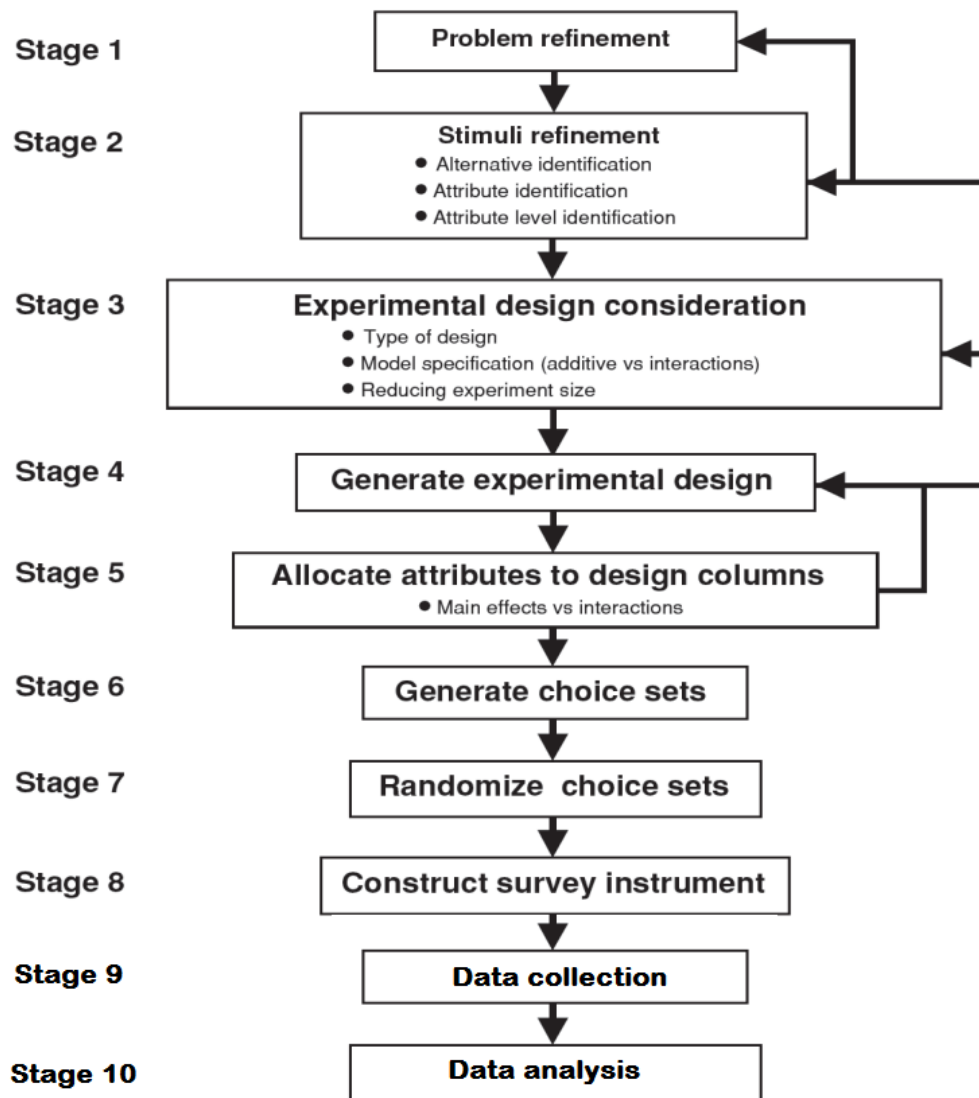 Stage 1
Problem refinement
Stage 2
Stimuli refinement
● Alternative identification
● Attribute identification
● Attribute level identification
Stage 3
Experimental design consideration
● Type of design
● Model specification (additive vs interactions)
● Reducing experiment size
Stage 4
Generate experimental design
Stage 5
Allocate attributes to design columns
● Main effects vs interactions
Stage 6
Generate choice sets
Stage 7
Randomize choice sets
Stage 8
Construct survey instrument
Stage 9
Data collection
Stage 10
Data analysis